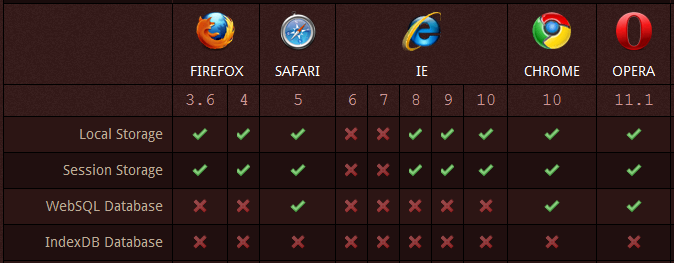 FIREFOX SAFARI IE CHROME OPERA
3.6 4 5 6 7 8 9 10 10 11.1
Local Storage
Session Storage
WebSQL Database
IndexDB Database